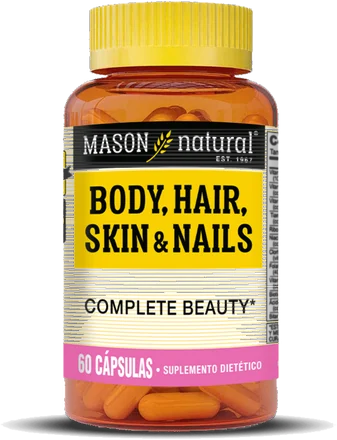 MASON natural
EST. 1967
BODY, HAIR,
SKIN & NAILS
COMPLETE BEAUTY*
60 CÁPSULAS • SUPLEMENTO DIETÉTICO